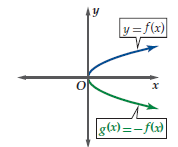 y
y = f(x)
O
x
g(x) = −f(x)